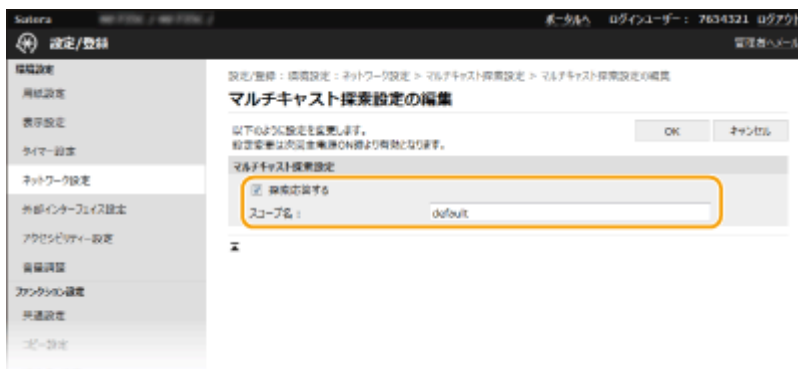 Satera
ポータルへ ログインユーザー： 7654321 ログアウト
設定/登録
管理者へメール
環境設定
用紙設定
表示設定
タイマー設定
ネットワーク設定
外部インターフェイス設定
アクセシビリティー設定
音量調整
ファンクション設定
共通設定
コピー設定
設定/登録 : 環境設定 : ネットワーク設定 > マルチキャスト探索設定 > マルチキャスト探索設定の編集
マルチキャスト探索設定の編集
以下のように設定を変更します。
設定変更は次回主電源ON時より有効となります。
OK キャンセル
マルチキャスト探索設定
探索応答する
スコープ名 : default